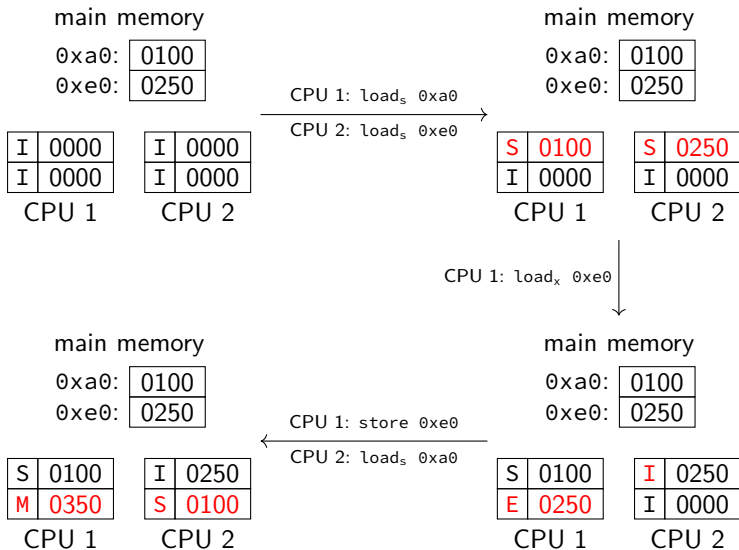 main memory
0xa0: 0100
0xe0: 0250
I 0000
I 0000
CPU 1
I 0000
I 0000
CPU 2
CPU 1: loads 0xa0
CPU 2: loads 0xe0
main memory
0xa0: 0100
0xe0: 0250
S 0100
I 0000
CPU 1
S 0250
I 0000
CPU 2
CPU 1: loadx 0xe0
main memory
0xa0: 0100
0xe0: 0250
S 0100
E 0250
CPU 1
I 0250
I 0000
CPU 2
CPU 1: store 0xe0
CPU 2: loads 0xa0
main memory
0xa0: 0100
0xe0: 0250
S 0100
M 0350
CPU 1
I 0250
S 0100
CPU 2